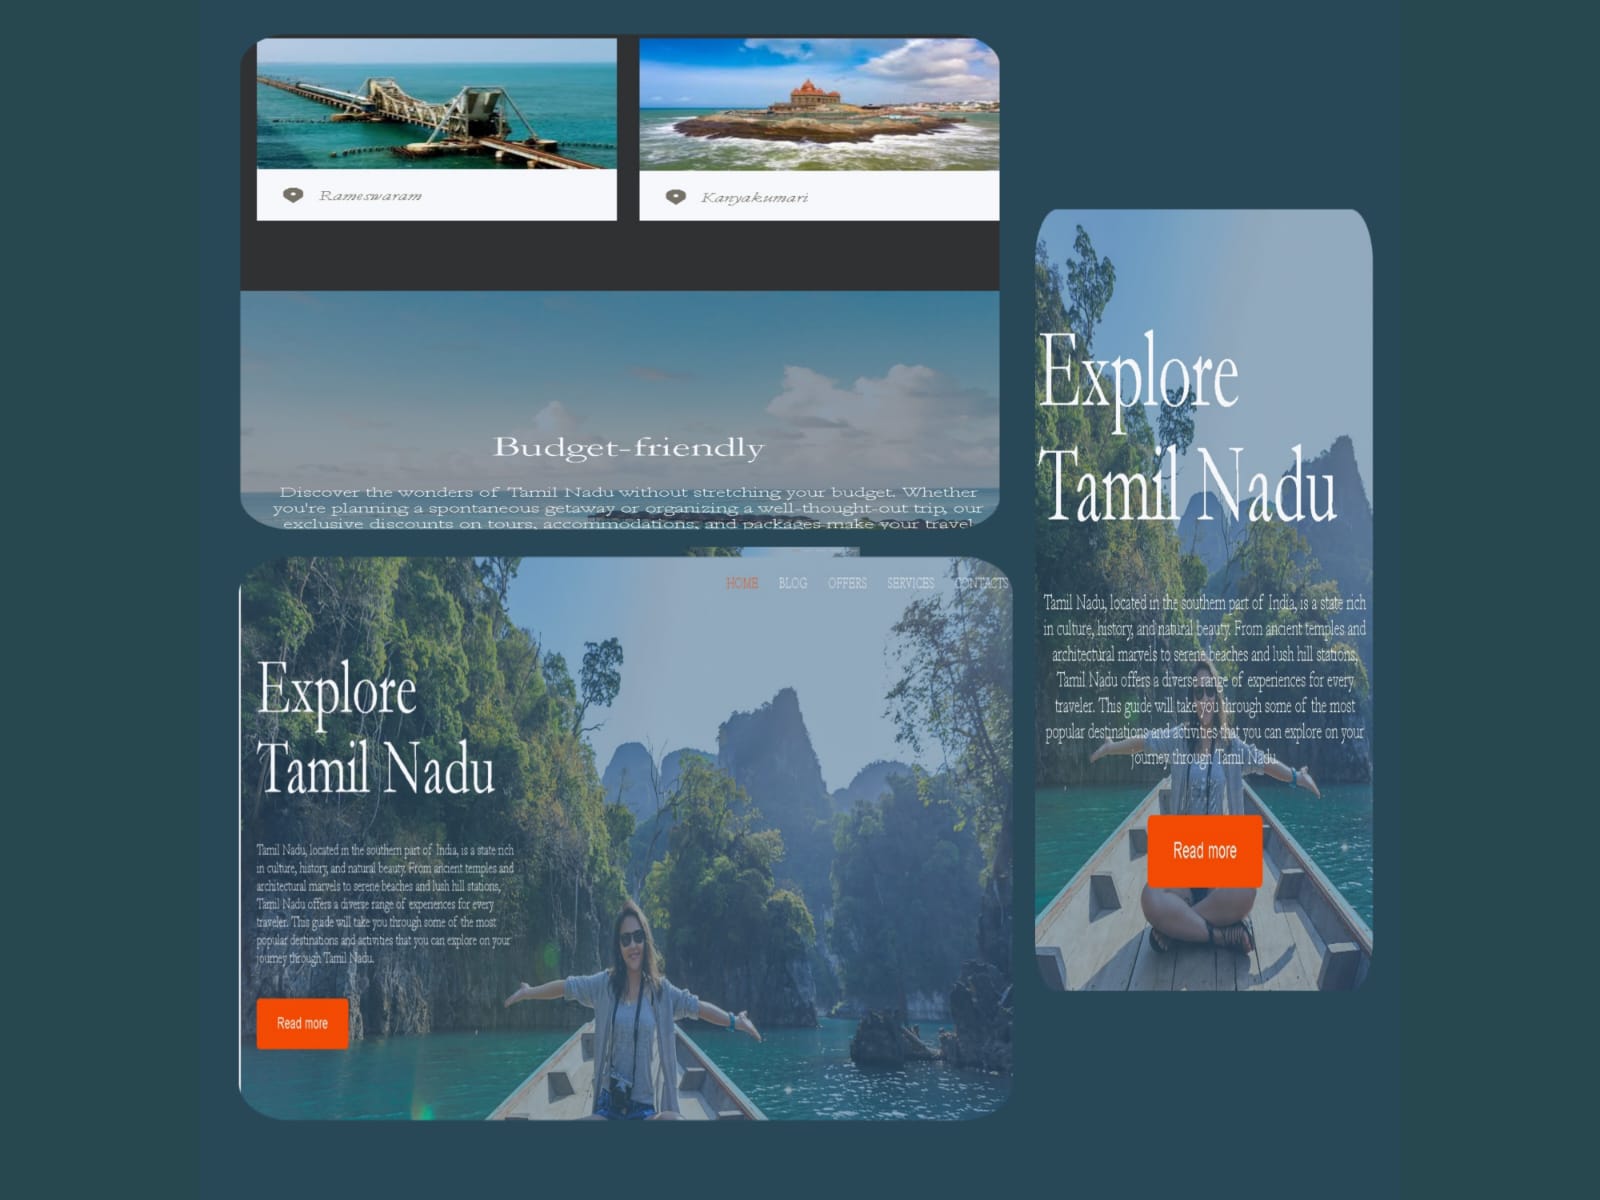 Rameswaram
Kanyakumari
Budget-friendly
Discover the wonders of Tamil Nadu without stretching your budget. Whether
you're planning a spontaneous getaway or organizing a well-thought-out trip, our
exclusive discounts on tours, accommodations, and packages make your travel
HOME BLOG OFFERS SERVICES CONTACTS
Explore
Tamil Nadu
Tamil Nadu, located in the southern part of India, is a state rich
in culture, history, and natural beauty. From ancient temples and
architectural marvels to serene beaches and lush hill stations,
Tamil Nadu offers a diverse range of experiences for every
traveler. This guide will take you through some of the most
popular destinations and activities that you can explore on your
journey through Tamil Nadu.
Read more
Explore
Tamil Nadu
Tamil Nadu, located in the southern part of India, is a state rich
in culture, history, and natural beauty. From ancient temples and
architectural marvels to serene beaches and lush hill stations,
Tamil Nadu offers a diverse range of experiences for every
traveler. This guide will take you through some of the most
popular destinations and activities that you can explore on your
journey through Tamil Nadu.
Read more